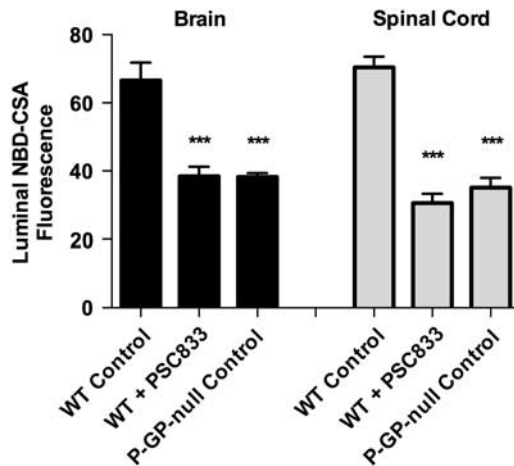 Brain
Spinal Cord
Luminal NBD-CSA
Fluorescence
80
60
40
20
0
***
***
***
***
WT Control
WT + PSC833
P-GP-null Control
WT Control
WT + PSC833
P-GP-null Control